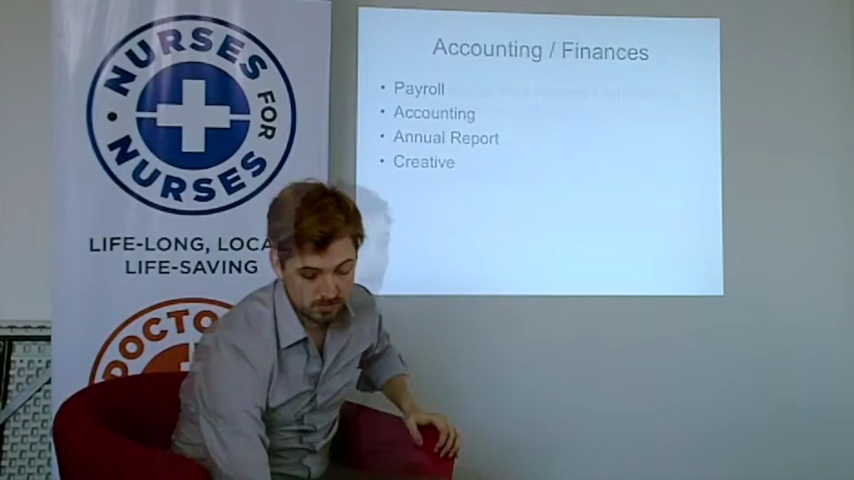 NURSES
FOR
NURSES
LIFE-LONG, LOCA
LIFE-SAVING
DOCTO
Accounting / Finances
• Payroll
• Accounting
• Annual Report
• Creative